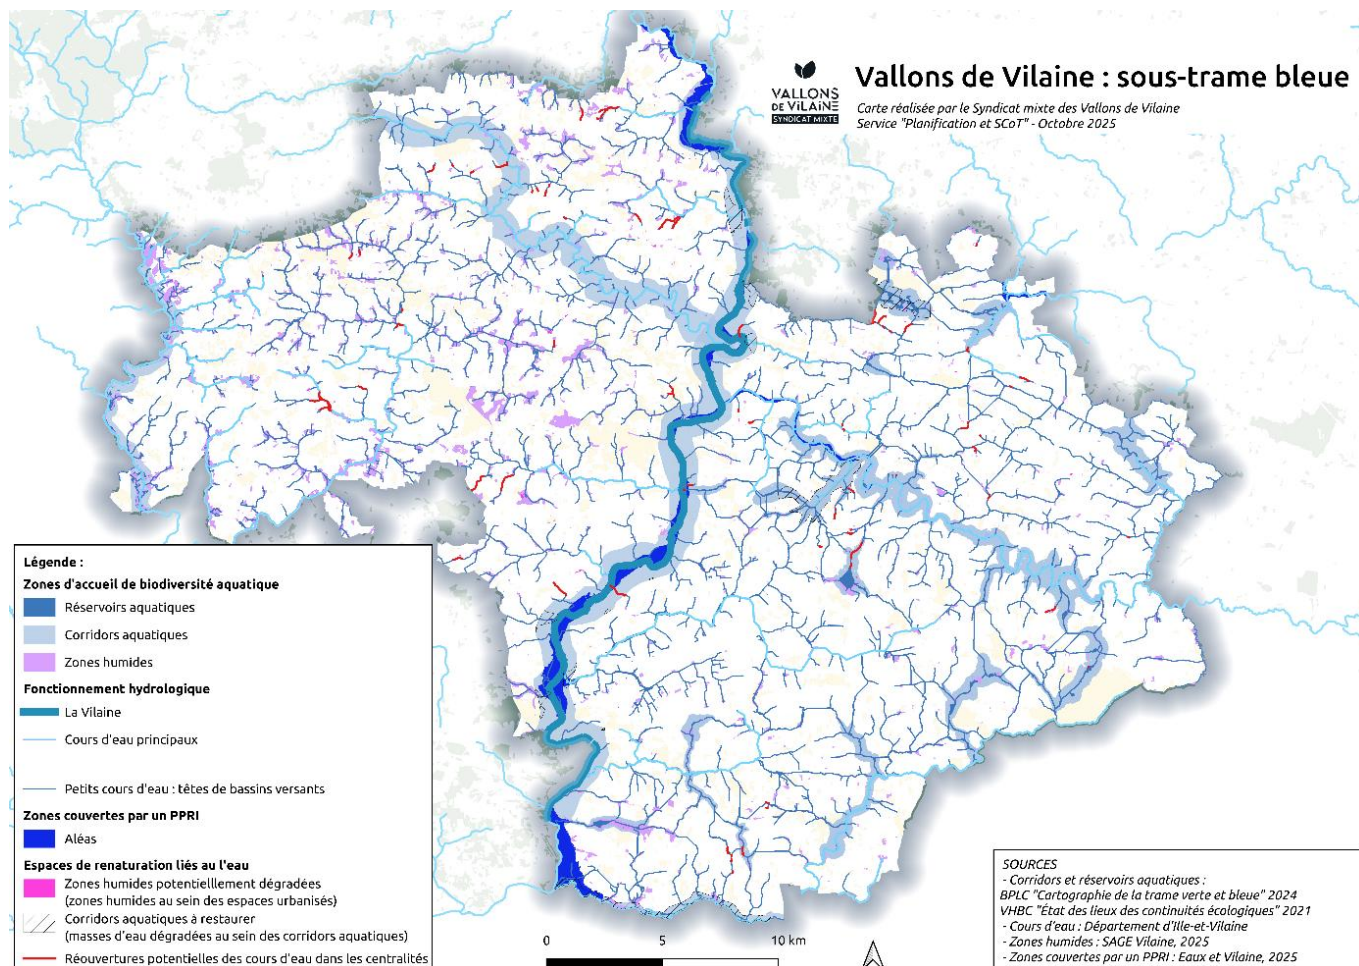 VALLONS
DE VILAINE
SYNDICAT MIXTE
Vallons de Vilaine : sous-trame bleue
Carte réalisée par le Syndicat mixte des Vallons de Vilaine
Service "Planification et SCoT" - Octobre 2025
Légende :
Zones d'accueil de biodiversité aquatique
Réservoirs aquatiques
Corridors aquatiques
Zones humides
Fonctionnement hydrologique
La Vilaine
Cours d'eau principaux
Petits cours d'eau : têtes de bassins versants
Zones couvertes par un PPRI
Aléas
Espaces de renaturation liés au l'eau
Zones humides potentielllement dégradées
(zones humides au sein des espaces urbanisés)
Corridors aquatiques à restaurer
(masses d'eau dégradées au sein des corridors aquatiques)
Réouvertures potentielles des cours d'eau dans les centralités
0 5 10 km
SOURCES
- Corridors et réservoirs aquatiques :
BPLC "Cartographie de la trame verte et bleue" 2024
VHBC "État des lieux des continuités écologiques" 2021
- Cours d'eau : Département d'Ille-et-Vilaine
- Zones humides : SAGE Vilaine, 2025
- Zones couvertes par un PPRI : Eaux et Vilaine, 2025